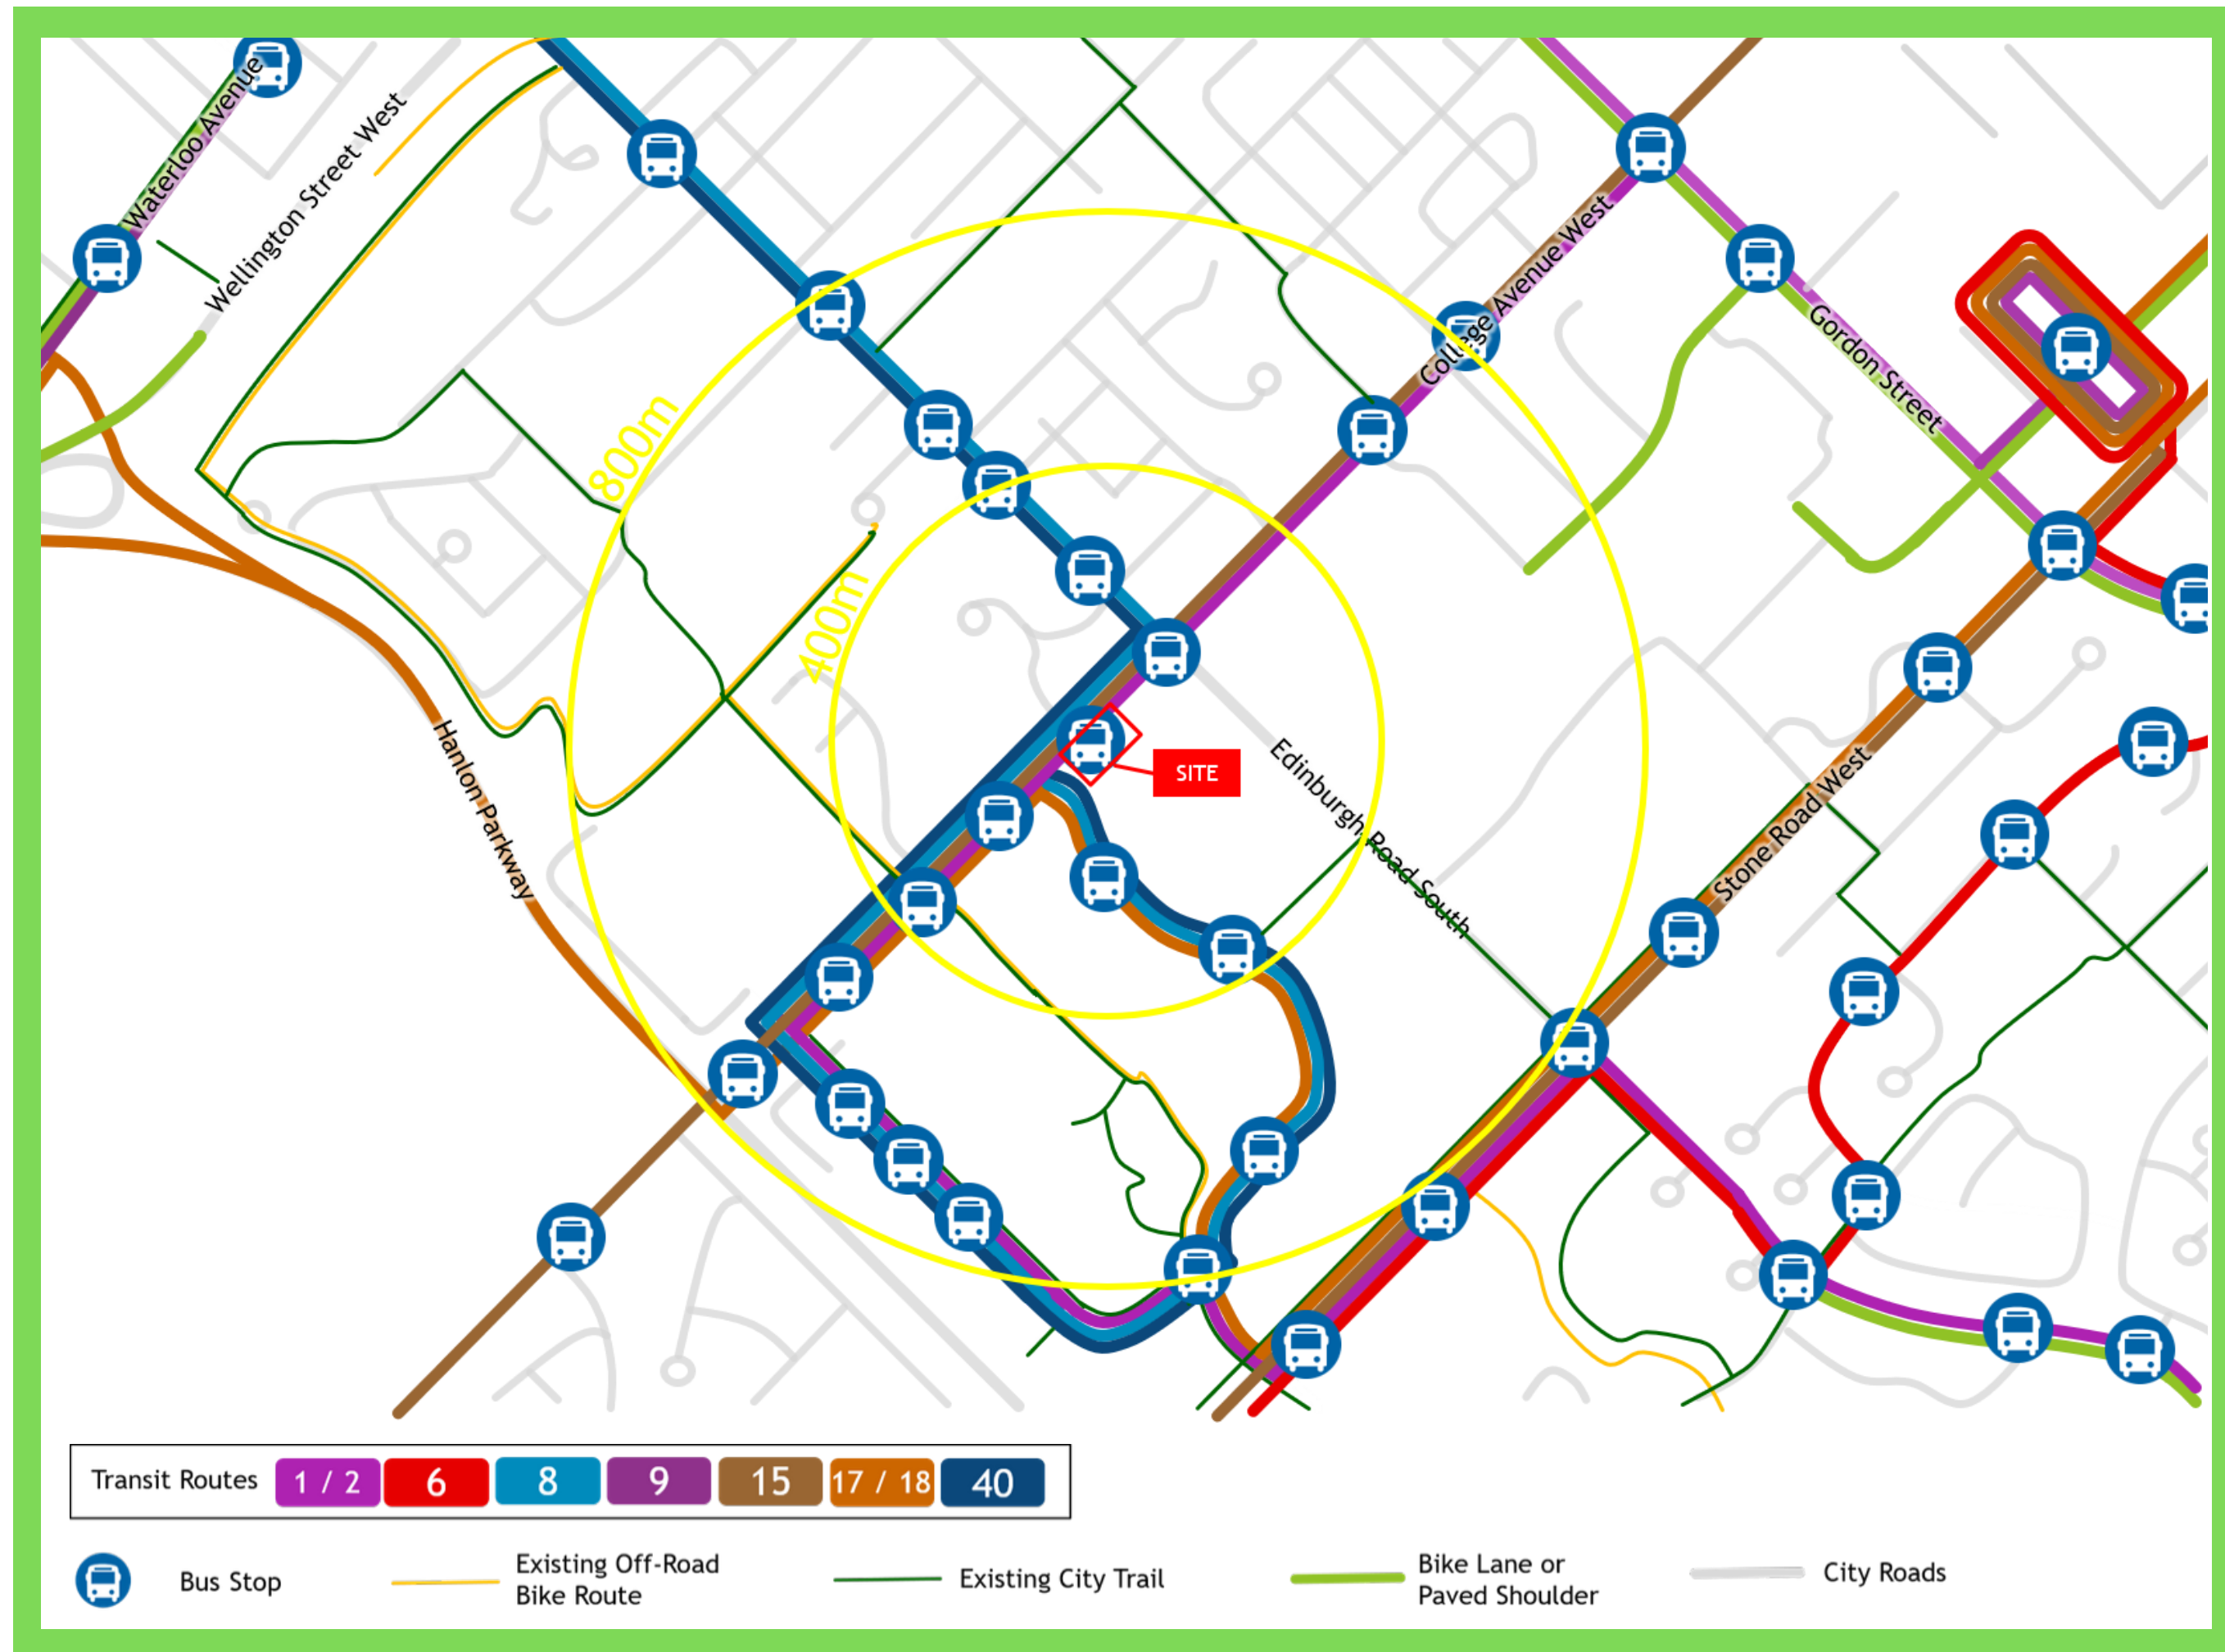 Waterloo Avenue
Wellington Street West
College Avenue West
Gordon Street
800m
400m
SITE
Hanlon Parkway
Edinburgh Road South
Stone Road West
Transit Routes
1 / 2
6
8
9
15
17 / 18
40
Bus Stop
Existing Off-Road
Bike Route
Existing City Trail
Bike Lane or
Paved Shoulder
City Roads